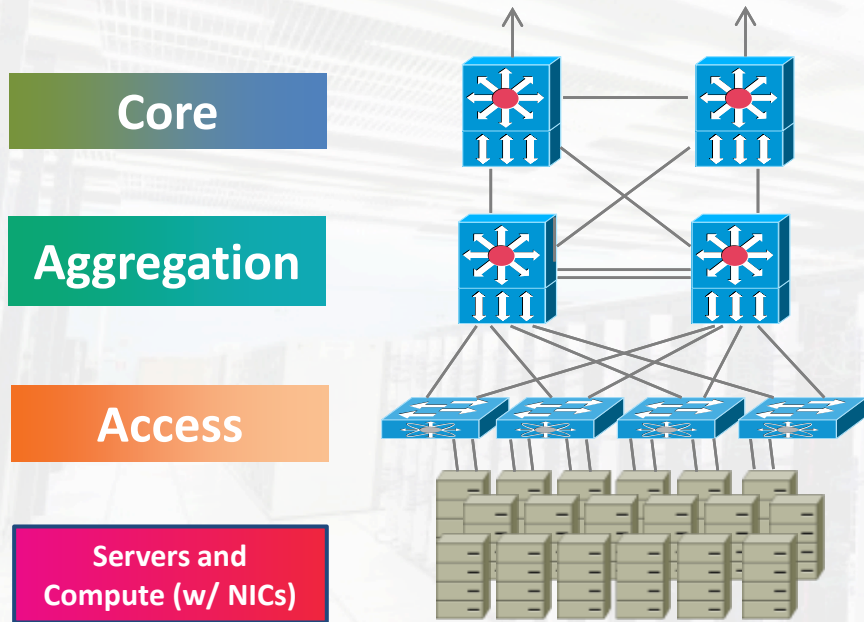 Core
Aggregation
Access
Servers and
Compute (w/ NICs)